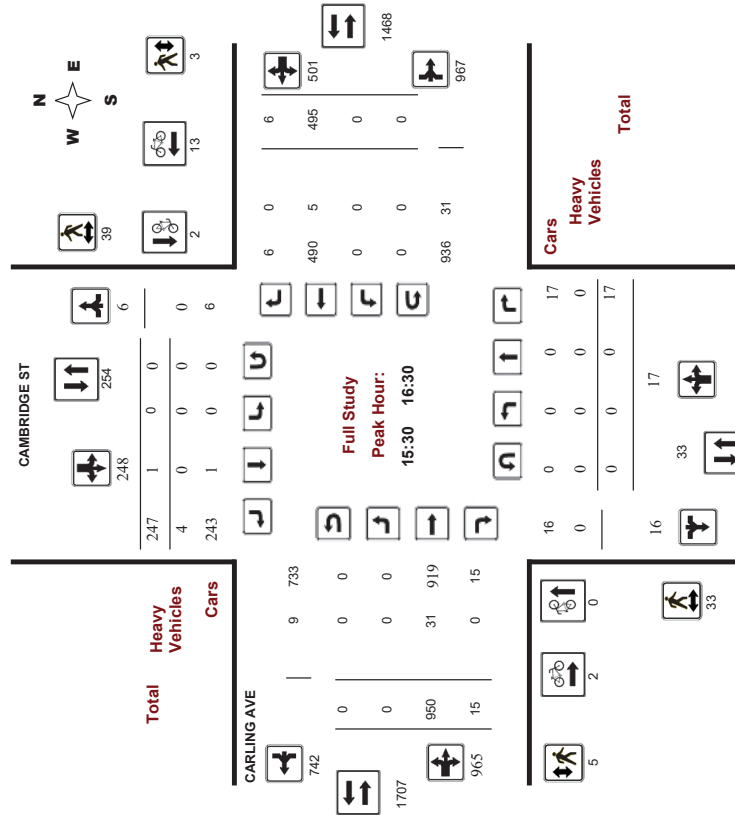 N
W E
S
39
2
13
3
CAMBRIDGE ST
248
254
6
247 1 0 0
4 0 0 0 0
243 1 0 0 6
Total
Heavy
Vehicles
Cars
CARLING AVE
742
9 733
0 0 0
0 0 0
950 31 919
15 0 15
1707
965
Full Study
Peak Hour:
15:30 16:30
6 0 6
490 5 495
0 0 0
0 0 0
936 31
501
1468
967
Cars
Heavy
Vehicles
Total
16 0 0 0 17
0 0 0 0 0
0 0 0 17
16
33
17
5
2
0
33